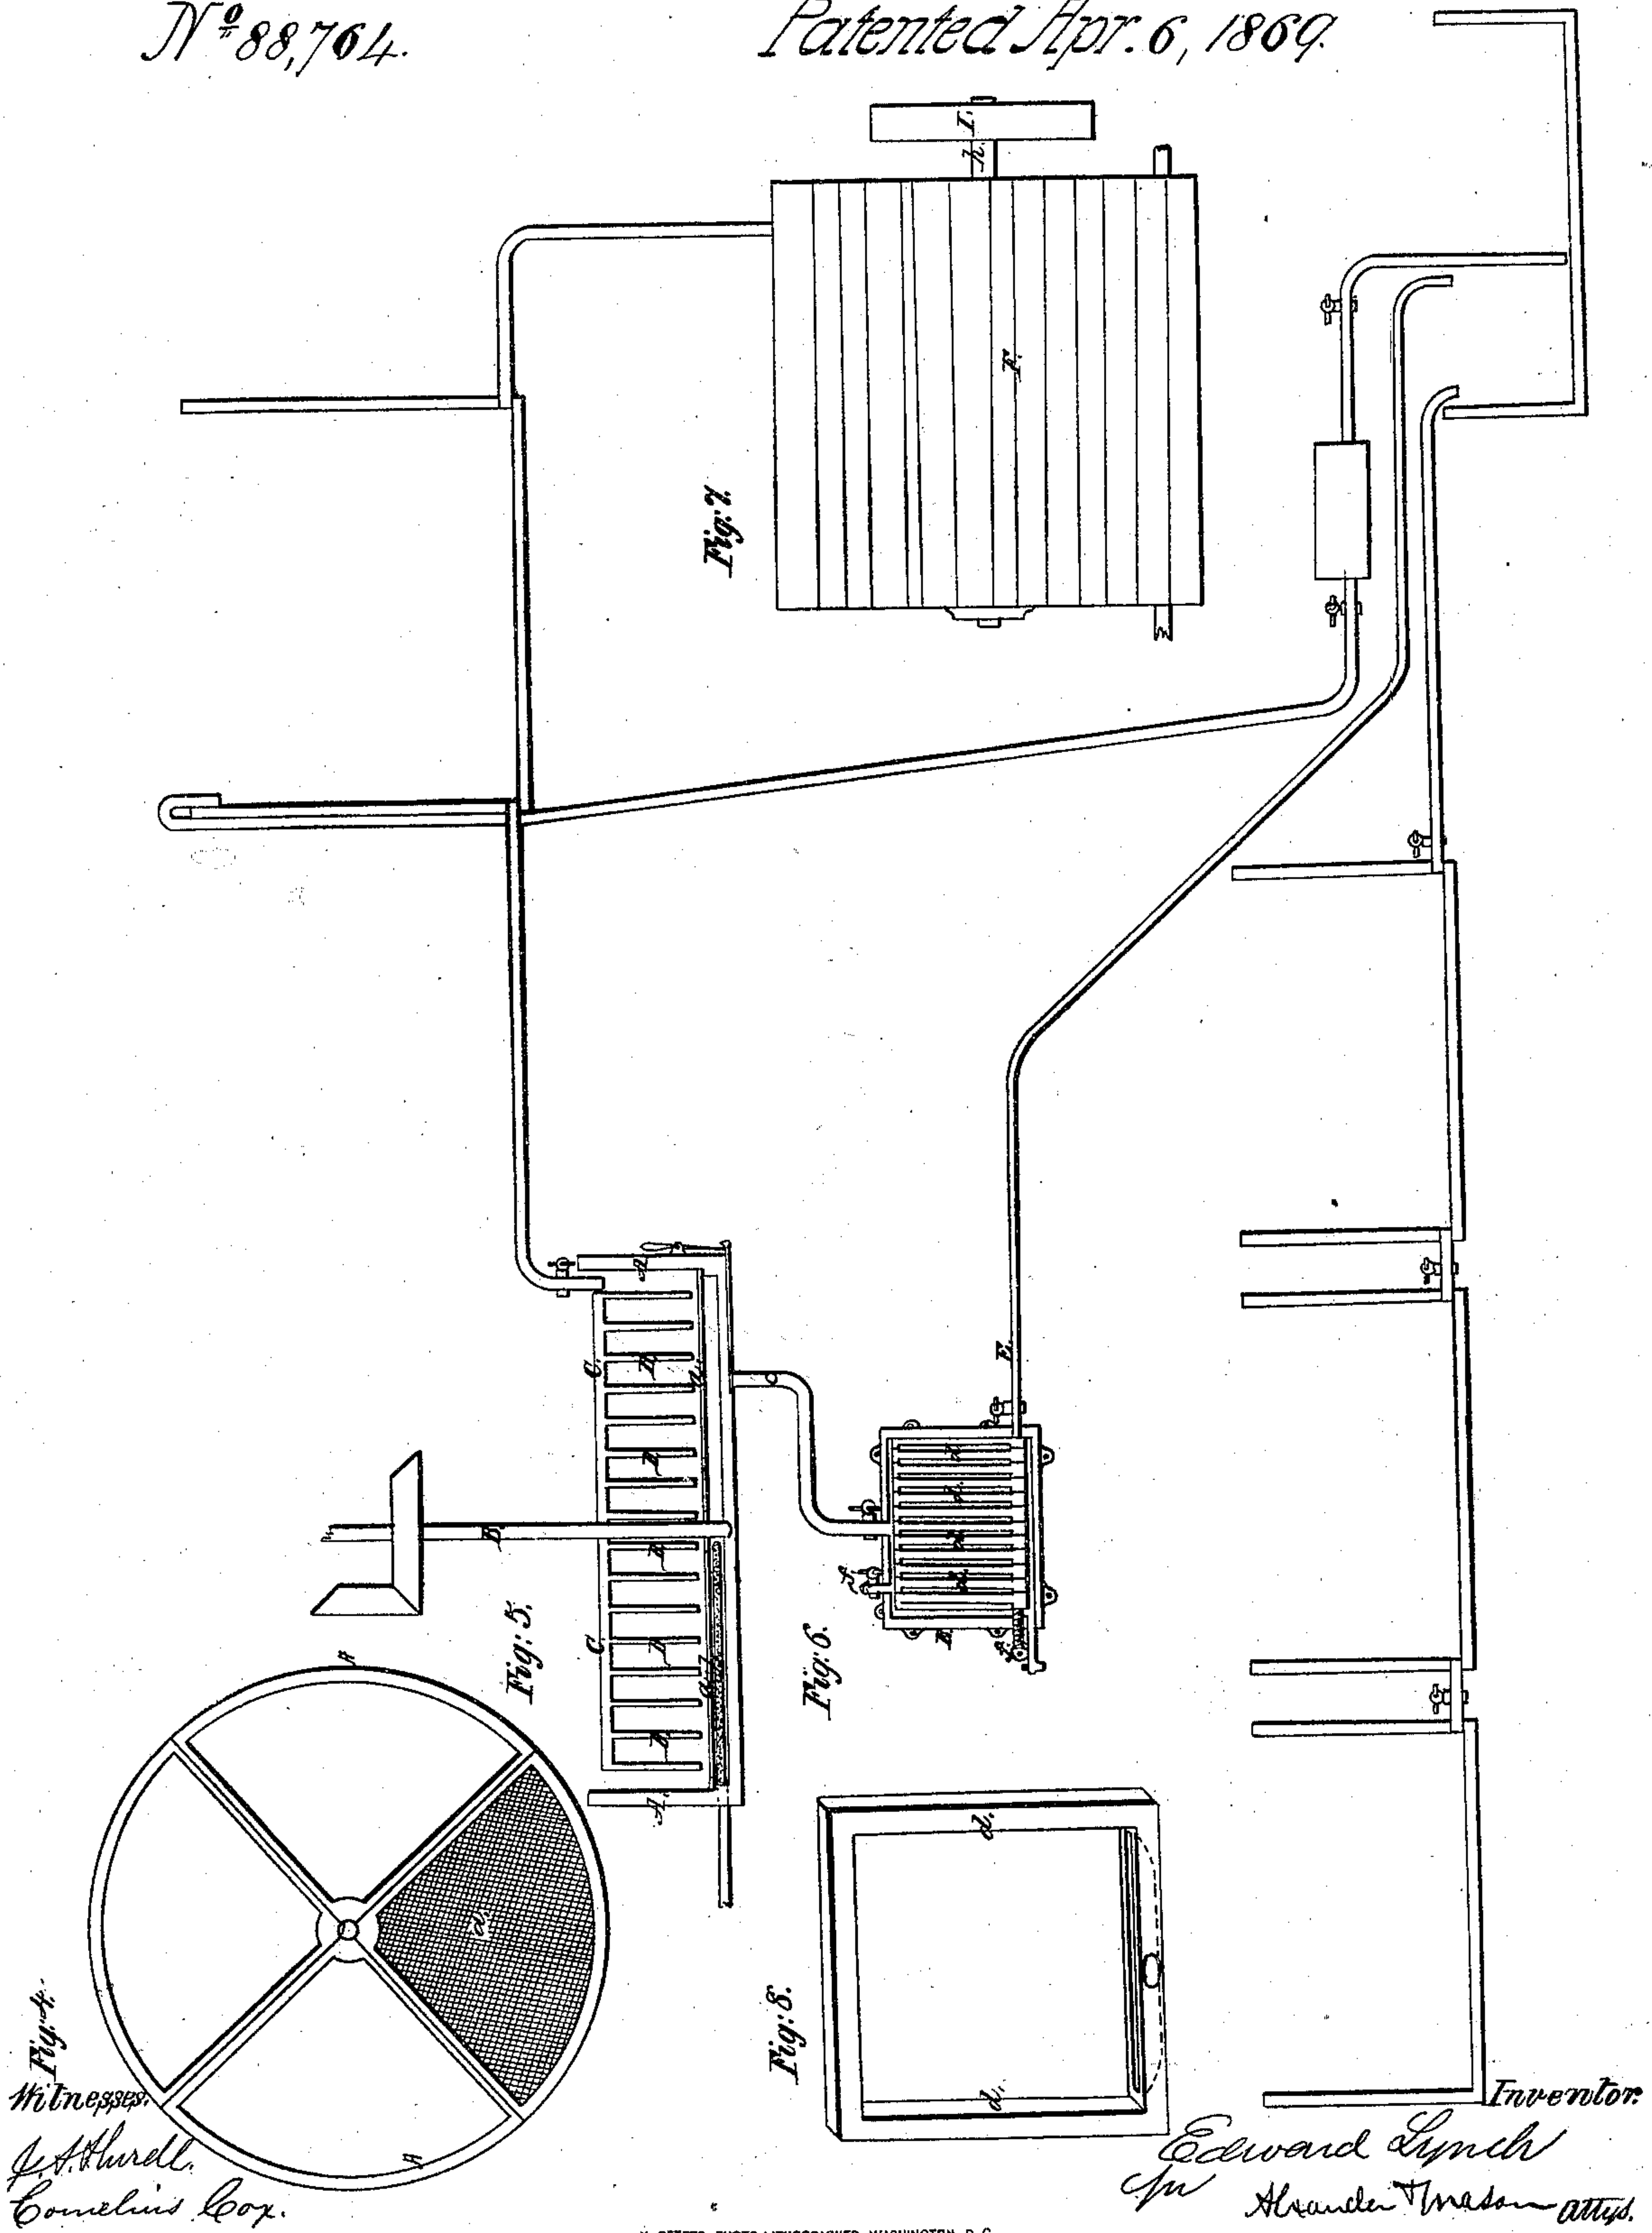 Nº 88,764.
Patented Apr. 6, 1869.
I.
h.
F.
Fig: 7.
A
C.
D
a.
E.
D
d.
d.
B.
D
d.
f.
d.
Fig: 5.
C.
D
Fig: 6.
A
D
A.
d.
a.
Fig: 8.
Fig: 4.
d.
A
Witnesses.
Cornelius Cox.
Inventor.
Edward Lynch
Alexander & Mason attys.